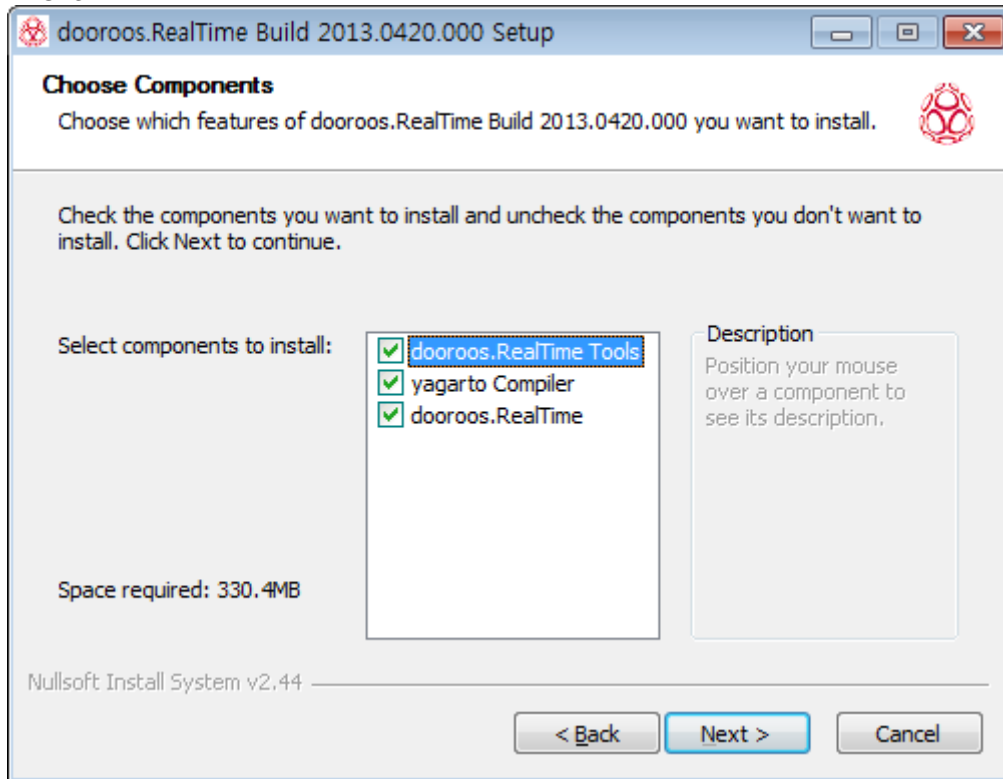 dooroos.RealTime Build 2013.0420.000 Setup
Choose Components
Choose which features of dooroos.RealTime Build 2013.0420.000 you want to install.
Check the components you want to install and uncheck the components you don't want to
install. Click Next to continue.
Select components to install:
dooroos.RealTime Tools
yagarto Compiler
dooroos.RealTime
Description
Position your mouse
over a component to
see its description.
Space required: 330.4MB
Nullsoft Install System v2.44
< Back
Next >
Cancel